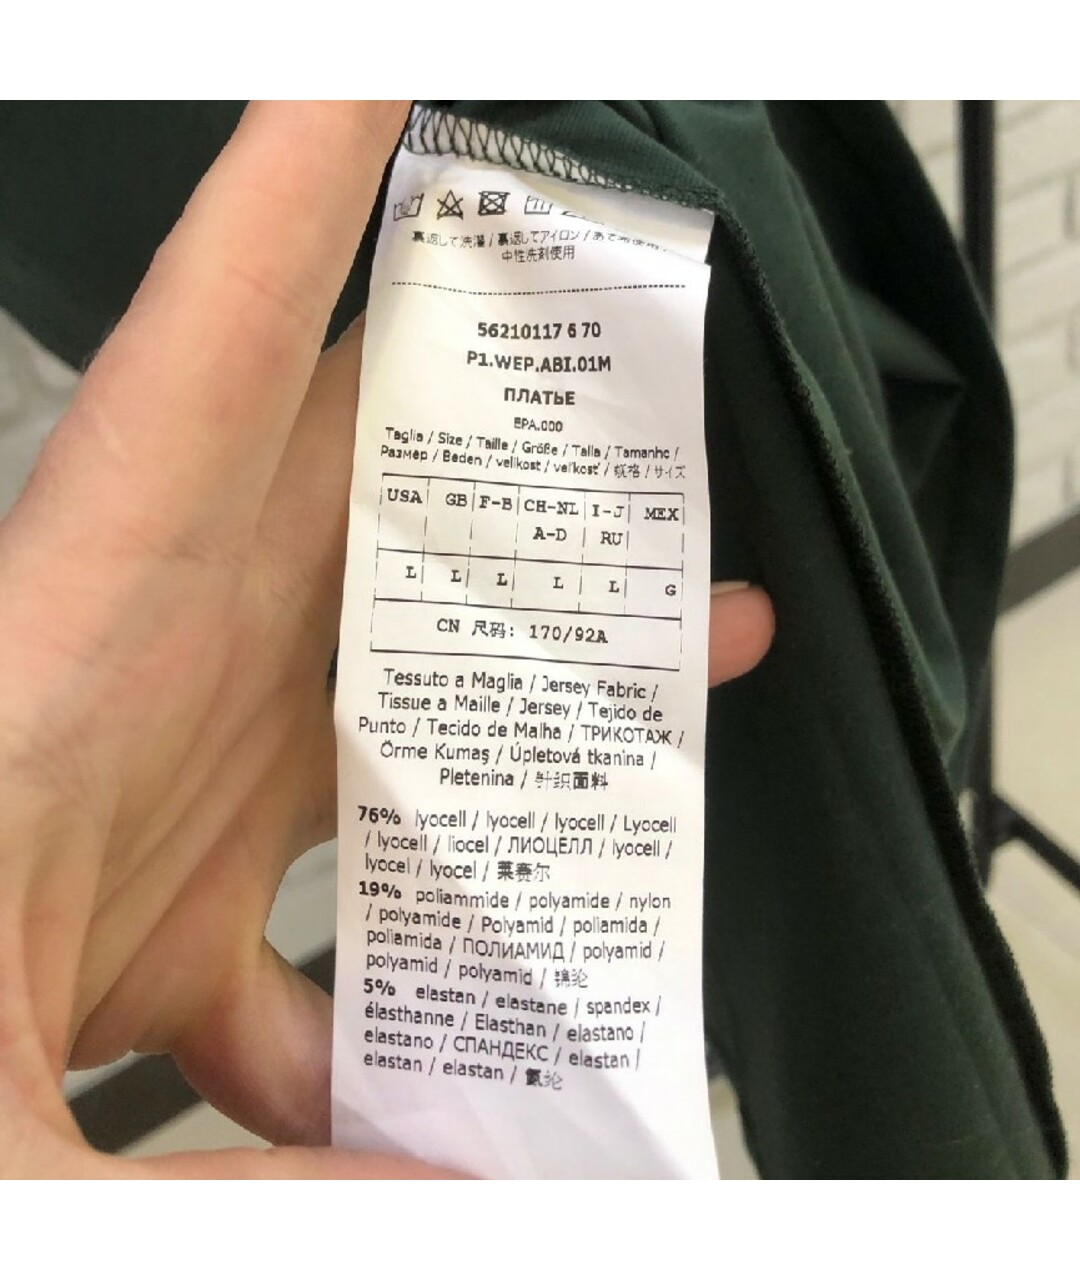 裏返して洗濯 / 裏返してアイロン / あて布使用 /
中性洗剤使用
56210117 6 70
P1.WEP.ABI.01M
ПЛАТЬЕ
EPA.000
Taglia / Size / Taille / Größe / Talla / Tamanho /
Размер / Beden / velikost / veľkosť / 规格 / サイズ
USA GB F-B CH-NL I-J MEX
A-D RU
L L L L L G
CN 尺码: 170/92A
Tessuto a Maglia / Jersey Fabric /
Tissue a Maille / Jersey / Tejido de
Punto / Tecido de Malha / ТРИКОТАЖ /
Örme Kumaş / Úpletová tkanina /
Pletenina / 针织面料
76% lyocell / lyocell / lyocell / Lyocell
/ lyocell / liocel / ЛИОЦЕЛЛ / lyocell /
lyocel / lyocel / 莱赛尔
19% poliammide / polyamide / nylon
/ polyamide / Polyamid / poliamida /
poliamida / ПОЛИАМИД / polyamid /
polyamid / polyamid / 锦纶
5% elastan / elastane / spandex /
élasthanne / Elasthan / elastano /
elastano / СПАНДЕКС / elastan /
elastan / elastan / 氨纶